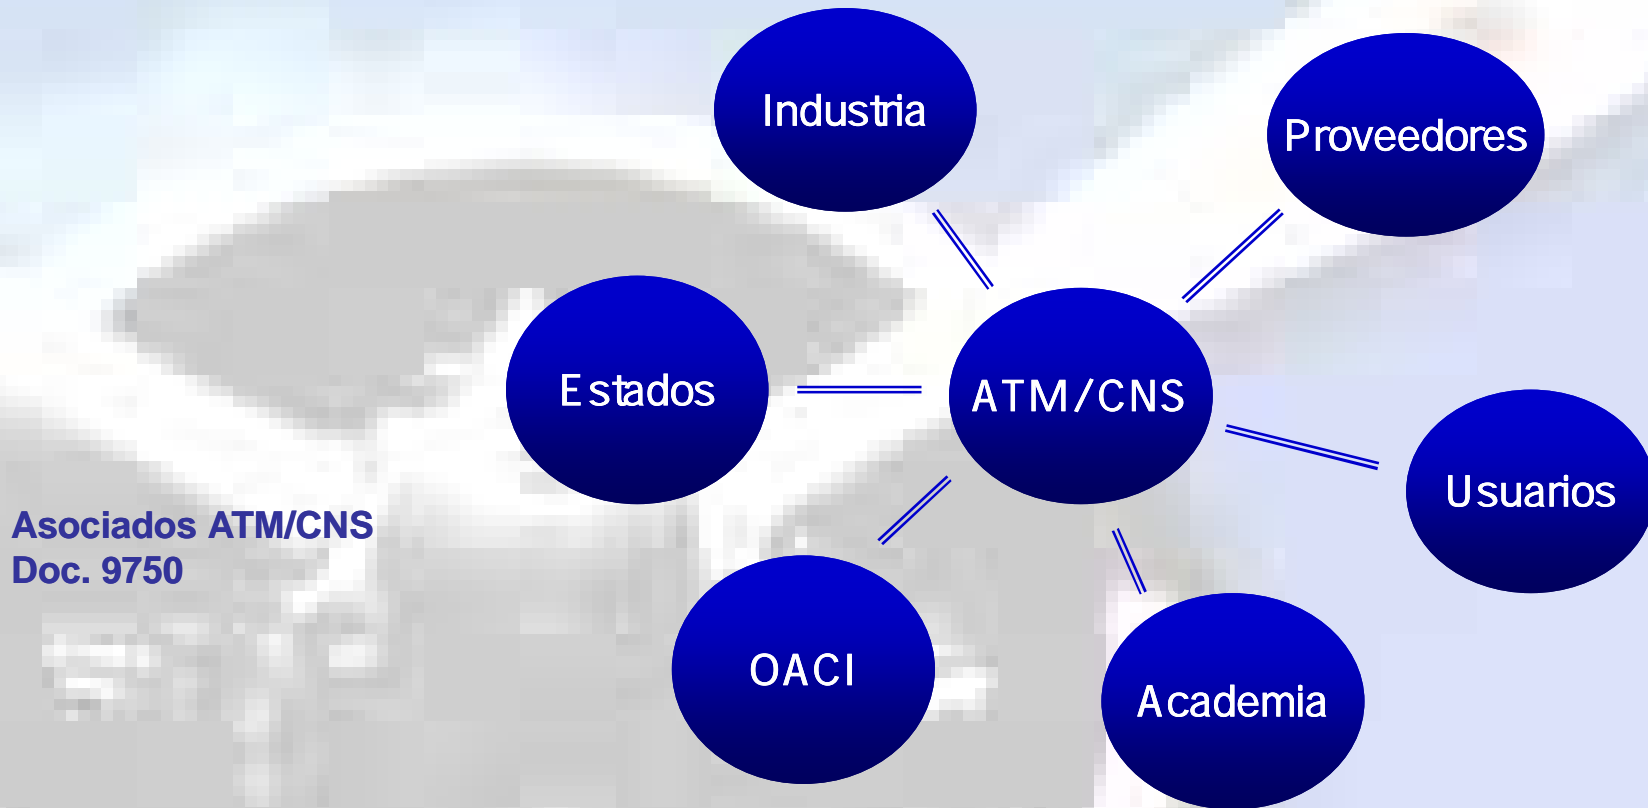 Industria
Proveedores
Estados
ATM/CNS
Usuarios
Asociados ATM/CNS
Doc. 9750
OACI
Academia